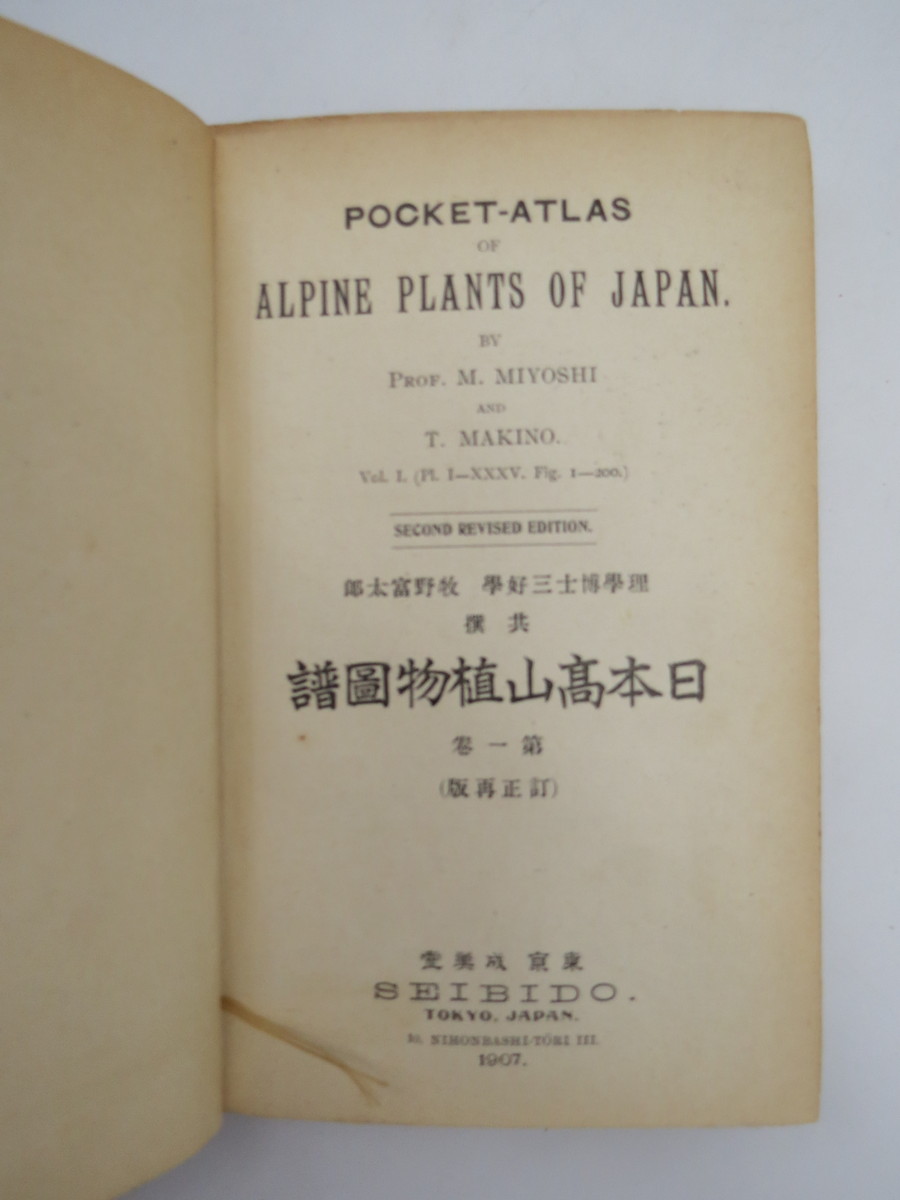 POCKET-ATLAS
OF
ALPINE PLANTS OF JAPAN.
BY
PROF. M. MIYOSHI
AND
T. MAKINO.
Vol. I. (Pl. I—XXXV. Fig. 1—200.)
SECOND REVISED EDITION.
理學博士三好學 牧野富太郎
共撰
日本髙山植物圖譜
第一卷
(訂正再版)
東京 成美堂
SEIBIDO.
TOKYO, JAPAN.
NIHONBASHI-TŌRI III.
1907.